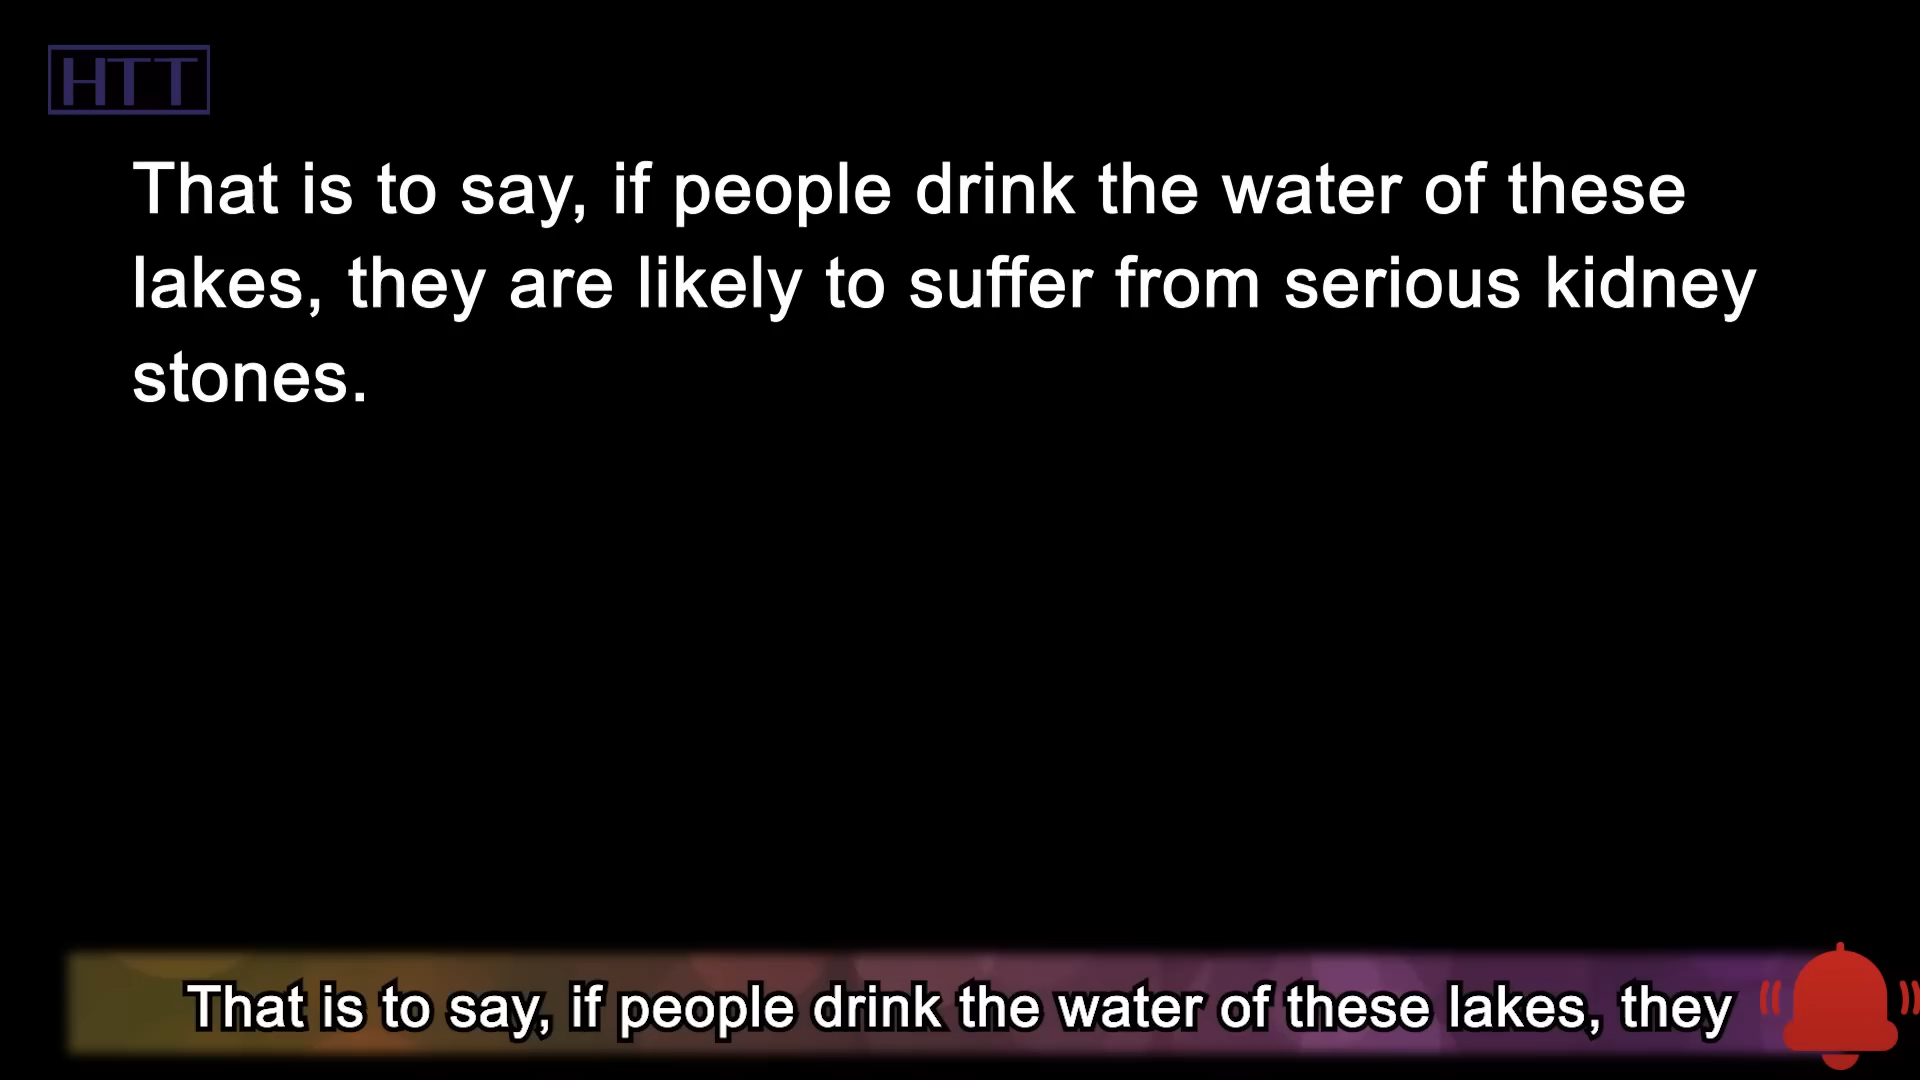 HTT
That is to say, if people drink the water of these
lakes, they are likely to suffer from serious kidney
stones.
That is to say, if people drink the water of these lakes, they